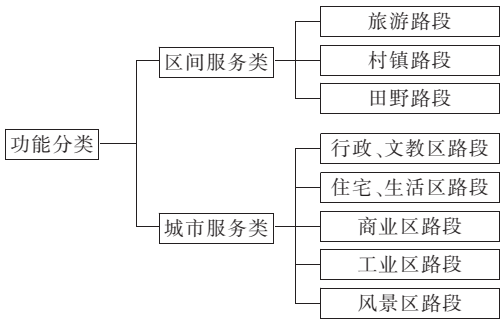 旅游路段
区间服务类
村镇路段
田野路段
功能分类
行政、文教区路段
住宅、生活区路段
城市服务类
商业区路段
工业区路段
风景区路段